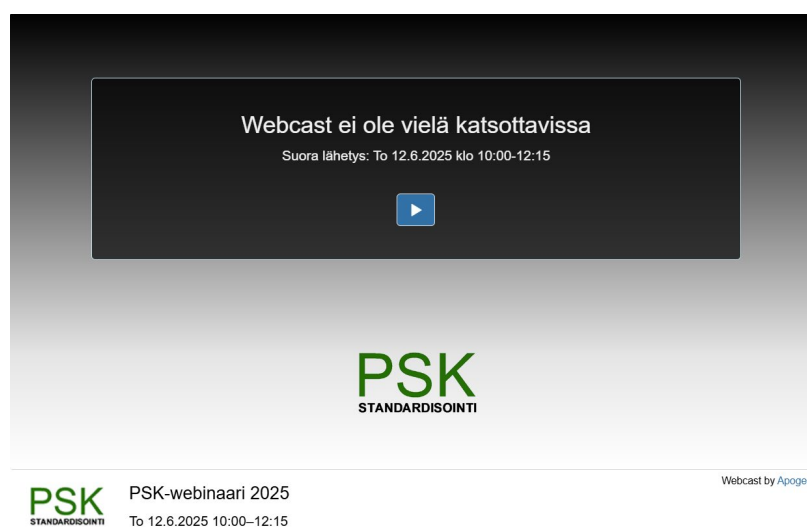 Webcast ei ole vielä katsottavissa
Suora lähetys: To 12.6.2025 klo 10:00-12:15
PSK
STANDARDISOINTI
Webcast by Apoge
PSK
STANDARDISOINTI
PSK-webinaari 2025
To 12.6.2025 10:00–12:15